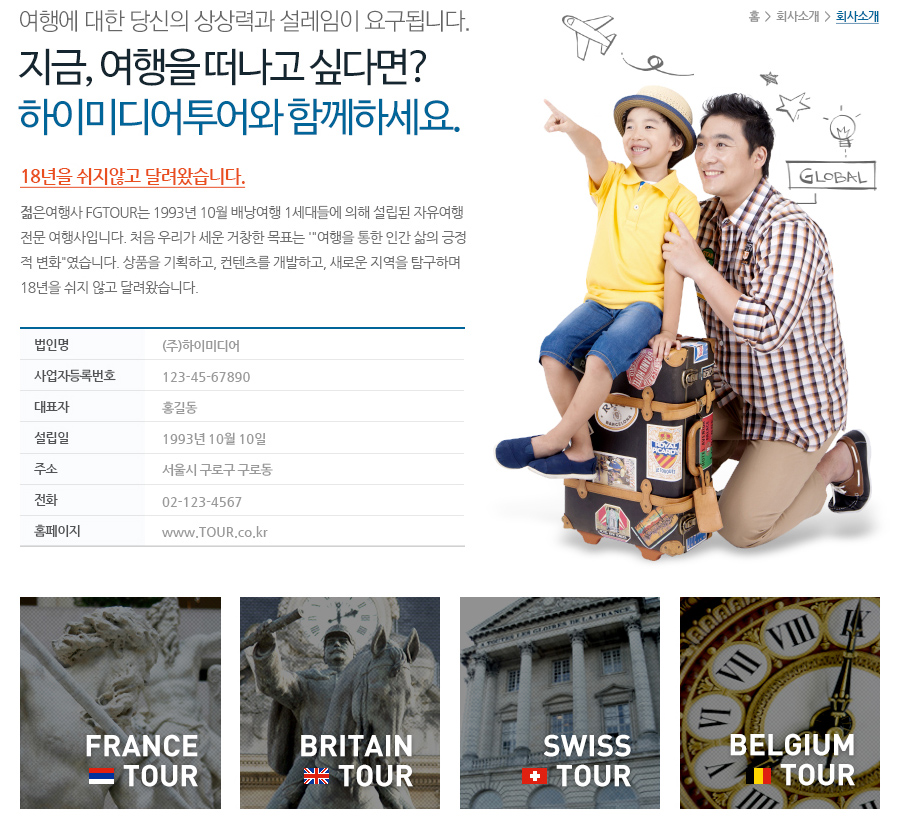 여행에 대한 당신의 상상력과 설레임이 요구됩니다.
홈 > 회사소개 > 회사소개
지금, 여행을 떠나고 싶다면?
하이미디어투어와 함께하세요.
GLOBAL
18년을 쉬지않고 달려왔습니다.
젊은여행사 FGTOUR는 1993년 10월 배낭여행 1세대들에 의해 설립된 자유여행
전문 여행사입니다. 처음 우리가 세운 거창한 목표는 '"여행을 통한 인간 삶의 긍정
적 변화"였습니다. 상품을 기획하고, 컨텐츠를 개발하고, 새로운 지역을 탐구하며
18년을 쉬지 않고 달려왔습니다.
법인명 (주)하이미디어
사업자등록번호 123-45-67890
대표자 홍길동
설립일 1993년 10월 10일
주소 서울시 구로구 구로동
전화 02-123-4567
홈페이지 www.TOUR.co.kr
ROYAL
PICARDY
BARCELONA
A TOUTES LES GLOIRES DE LA FRANCE
VI VII VIII IX
FRANCE
TOUR
BRITAIN
TOUR
SWISS
TOUR
BELGIUM
TOUR